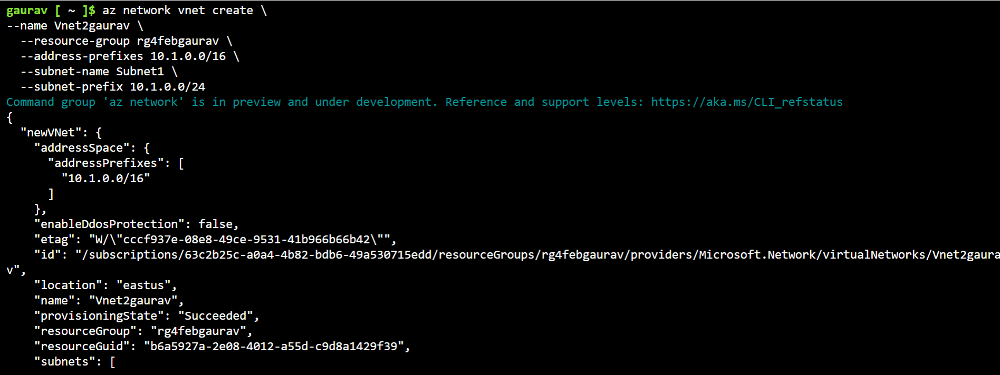 gaurav [ ~ ]$ az network vnet create \
--name Vnet2gaurav \
  --resource-group rg4febgaurav \
  --address-prefixes 10.1.0.0/16 \
  --subnet-name Subnet1 \
  --subnet-prefix 10.1.0.0/24
Command group 'az network' is in preview and under development. Reference and support levels: https://aka.ms/CLI_refstatus
{
  "newVNet": {
    "addressSpace": {
      "addressPrefixes": [
        "10.1.0.0/16"
      ]
    },
    "enableDdosProtection": false,
    "etag": "W/\"cccf937e-08e8-49ce-9531-41b966b66b42\"",
    "id": "/subscriptions/63c2b25c-a0a4-4b82-bdb6-49a530715edd/resourceGroups/rg4febgaurav/providers/Microsoft.Network/virtualNetworks/Vnet2gaura
v",
    "location": "eastus",
    "name": "Vnet2gaurav",
    "provisioningState": "Succeeded",
    "resourceGroup": "rg4febgaurav",
    "resourceGuid": "b6a5927a-2e08-4012-a55d-c9d8a1429f39",
    "subnets": [